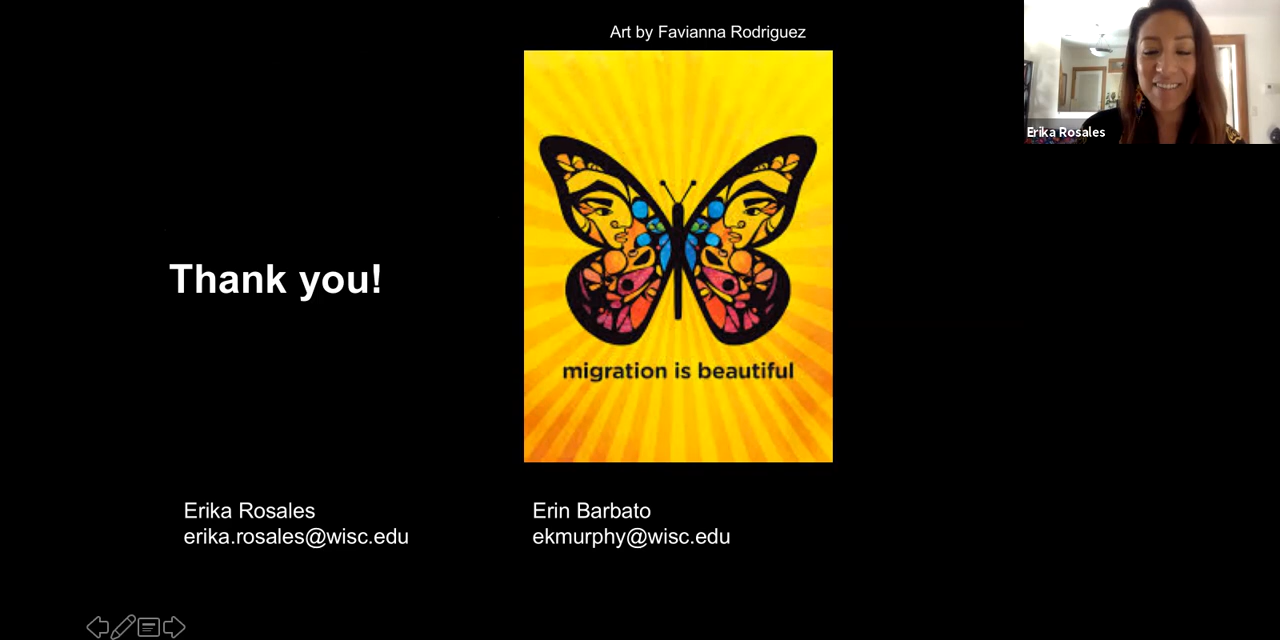 Art by Favianna Rodriguez
Erika Rosales
Thank you!
migration is beautiful
Erika Rosales
erika.rosales@wisc.edu
Erin Barbato
ekmurphy@wisc.edu